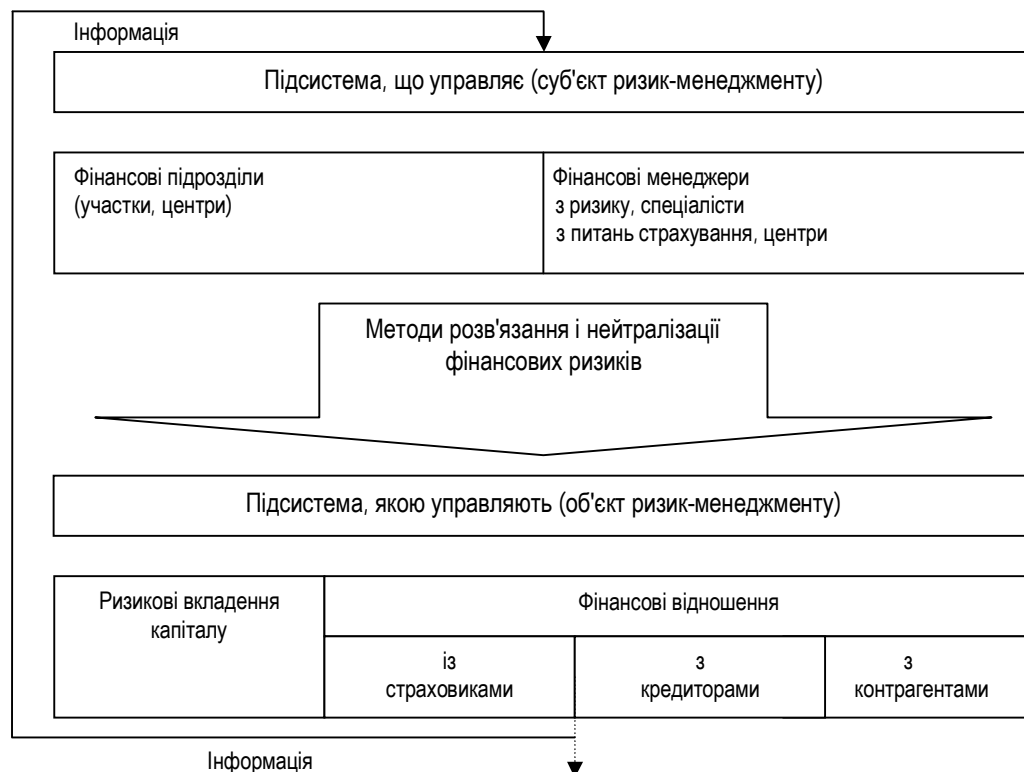 Інформація
Підсистема, що управляє (суб'єкт ризик-менеджменту)
Фінансові підрозділи
(участки, центри)
Фінансові менеджери
з ризику, спеціалісти
з питань страхування, центри
Методи розв'язання і нейтралізації
фінансових ризиків
Підсистема, якою управляють (об'єкт ризик-менеджменту)
Ризикові вкладення
капіталу
Фінансові відношення
із
страховиками
з
кредиторами
з
контрагентами
Інформація